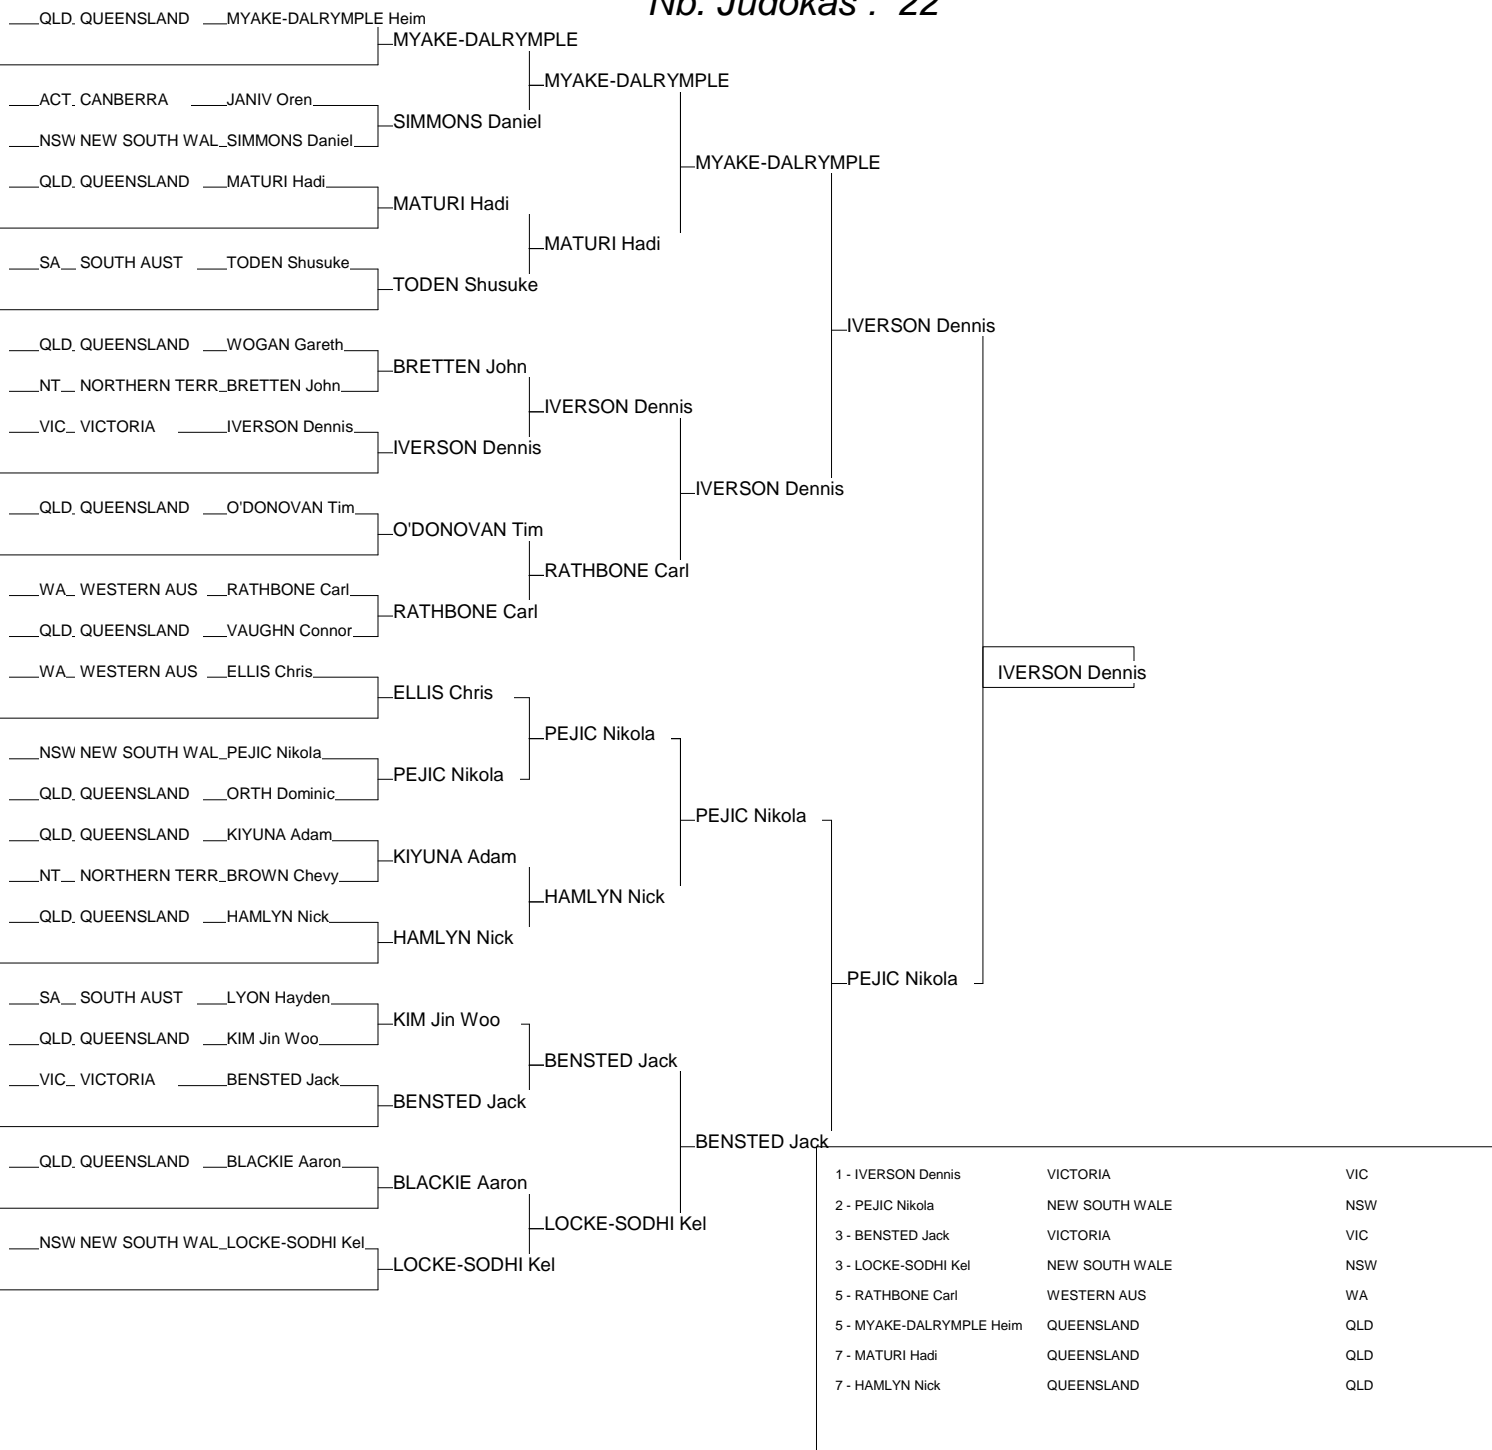 Nb. Judokas : 22
QLD QUEENSLAND MYAKE-DALRYMPLE Heim
MYAKE-DALRYMPLE
MYAKE-DALRYMPLE
ACT CANBERRA JANIV Oren
SIMMONS Daniel
NSW NEW SOUTH WAL SIMMONS Daniel
MYAKE-DALRYMPLE
QLD QUEENSLAND MATURI Hadi
MATURI Hadi
MATURI Hadi
SA SOUTH AUST TODEN Shusuke
TODEN Shusuke
IVERSON Dennis
QLD QUEENSLAND WOGAN Gareth
BRETTEN John
NT NORTHERN TERR BRETTEN John
IVERSON Dennis
VIC VICTORIA IVERSON Dennis
IVERSON Dennis
IVERSON Dennis
QLD QUEENSLAND O'DONOVAN Tim
O'DONOVAN Tim
RATHBONE Carl
WA WESTERN AUS RATHBONE Carl
RATHBONE Carl
QLD QUEENSLAND VAUGHN Connor
WA WESTERN AUS ELLIS Chris
IVERSON Dennis
ELLIS Chris
PEJIC Nikola
NSW NEW SOUTH WAL PEJIC Nikola
PEJIC Nikola
QLD QUEENSLAND ORTH Dominic
PEJIC Nikola
QLD QUEENSLAND KIYUNA Adam
KIYUNA Adam
NT NORTHERN TERR BROWN Chevy
HAMLYN Nick
QLD QUEENSLAND HAMLYN Nick
HAMLYN Nick
PEJIC Nikola
SA SOUTH AUST LYON Hayden
KIM Jin Woo
QLD QUEENSLAND KIM Jin Woo
BENSTED Jack
VIC VICTORIA BENSTED Jack
BENSTED Jack
BENSTED Jack
QLD QUEENSLAND BLACKIE Aaron
BLACKIE Aaron
LOCKE-SODHI Kel
NSW NEW SOUTH WAL LOCKE-SODHI Kel
LOCKE-SODHI Kel
1 - IVERSON Dennis VICTORIA VIC
2 - PEJIC Nikola NEW SOUTH WALE NSW
3 - BENSTED Jack VICTORIA VIC
3 - LOCKE-SODHI Kel NEW SOUTH WALE NSW
5 - RATHBONE Carl WESTERN AUS WA
5 - MYAKE-DALRYMPLE Heim QUEENSLAND QLD
7 - MATURI Hadi QUEENSLAND QLD
7 - HAMLYN Nick QUEENSLAND QLD